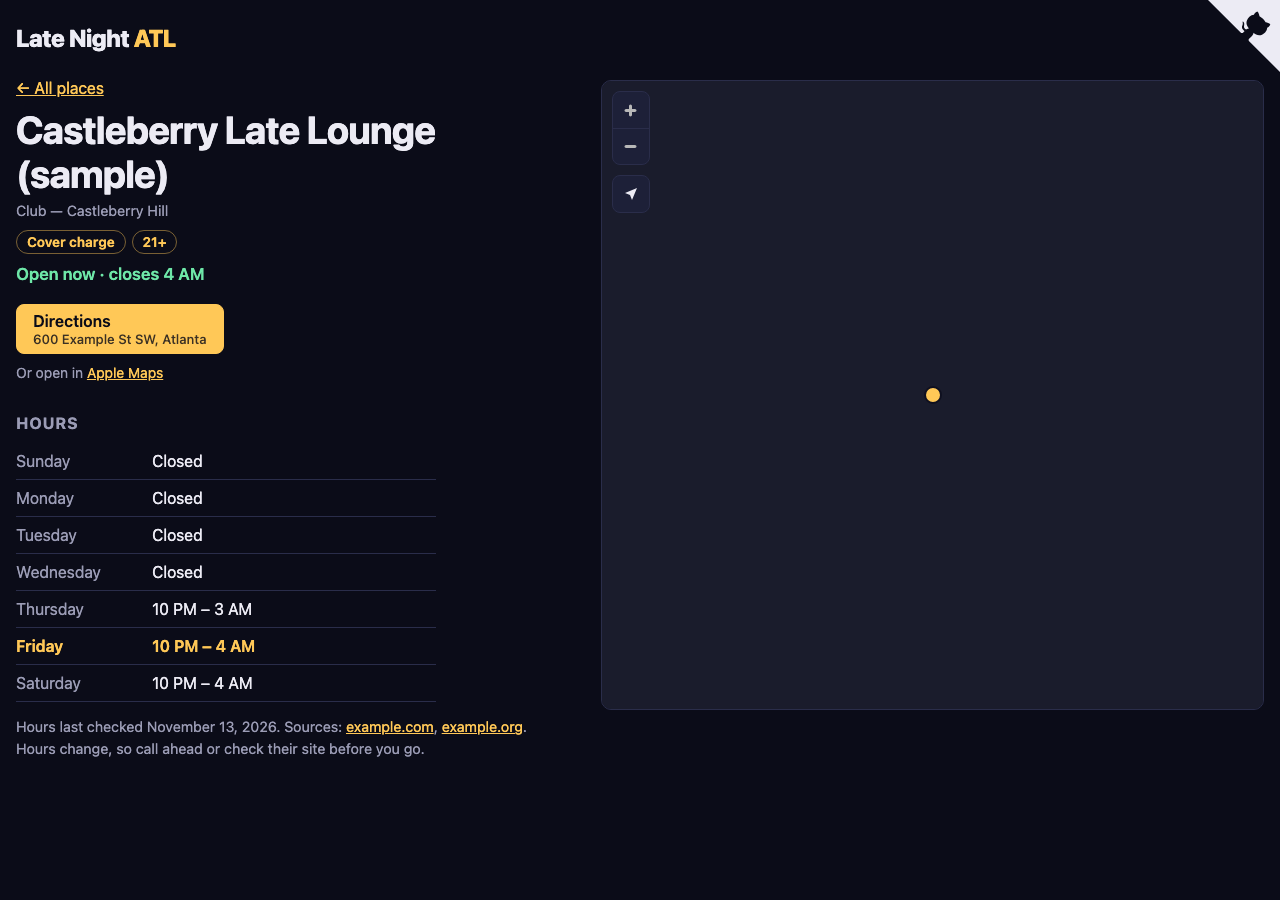 Late Night ATL
← All places
Castleberry Late Lounge
(sample)
Club — Castleberry Hill
Cover charge 21+
Open now · closes 4 AM
Directions
600 Example St SW, Atlanta
Or open in Apple Maps
HOURS
Sunday Closed
Monday Closed
Tuesday Closed
Wednesday Closed
Thursday 10 PM – 3 AM
Friday 10 PM – 4 AM
Saturday 10 PM – 4 AM
Hours last checked November 13, 2026. Sources: example.com, example.org.
Hours change, so call ahead or check their site before you go.